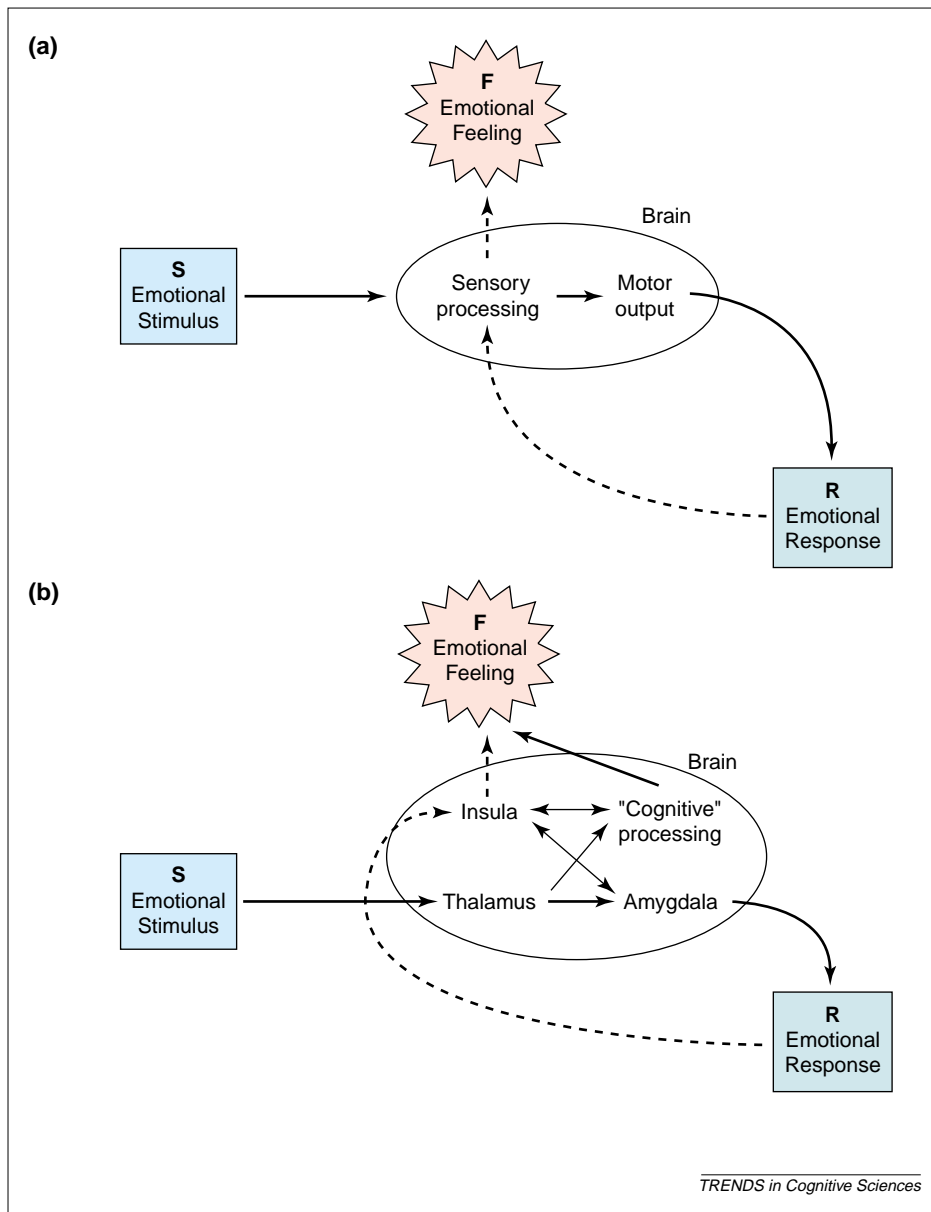 (a)
F
Emotional
Feeling
Brain
S
Emotional
Stimulus
Sensory
processing
Motor
output
R
Emotional
Response
(b)
F
Emotional
Feeling
Brain
Insula
"Cognitive"
processing
S
Emotional
Stimulus
Thalamus
Amygdala
R
Emotional
Response
TRENDS in Cognitive Sciences